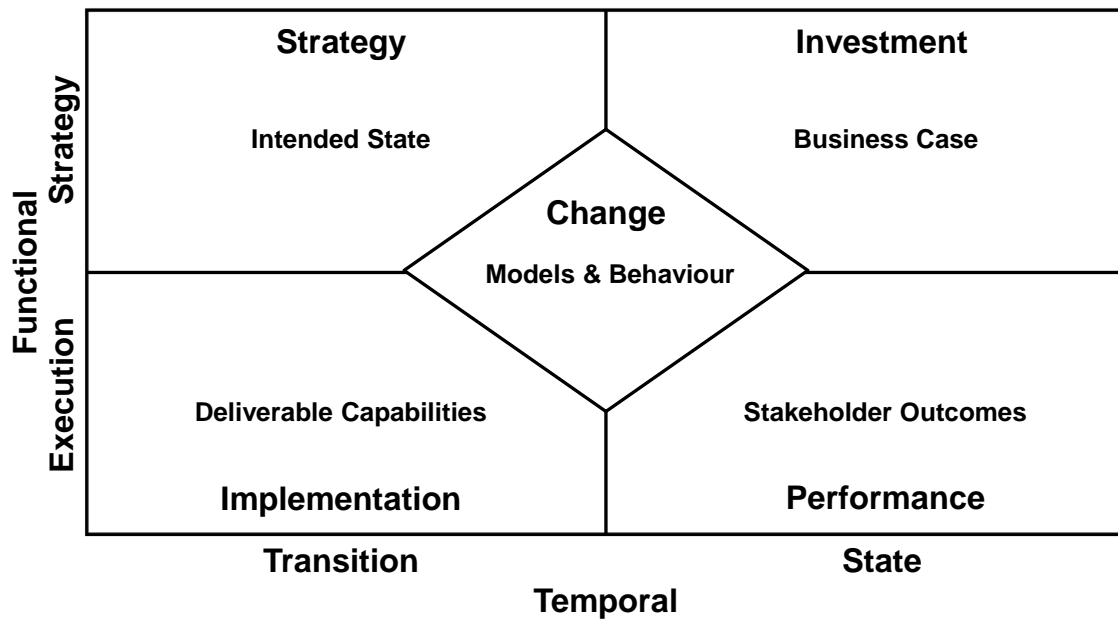 Strategy
Investment
Intended State
Business Case
Change
Models & Behaviour
Deliverable Capabilities
Stakeholder Outcomes
Implementation
Performance
Functional
Strategy
Execution
Transition
State
Temporal